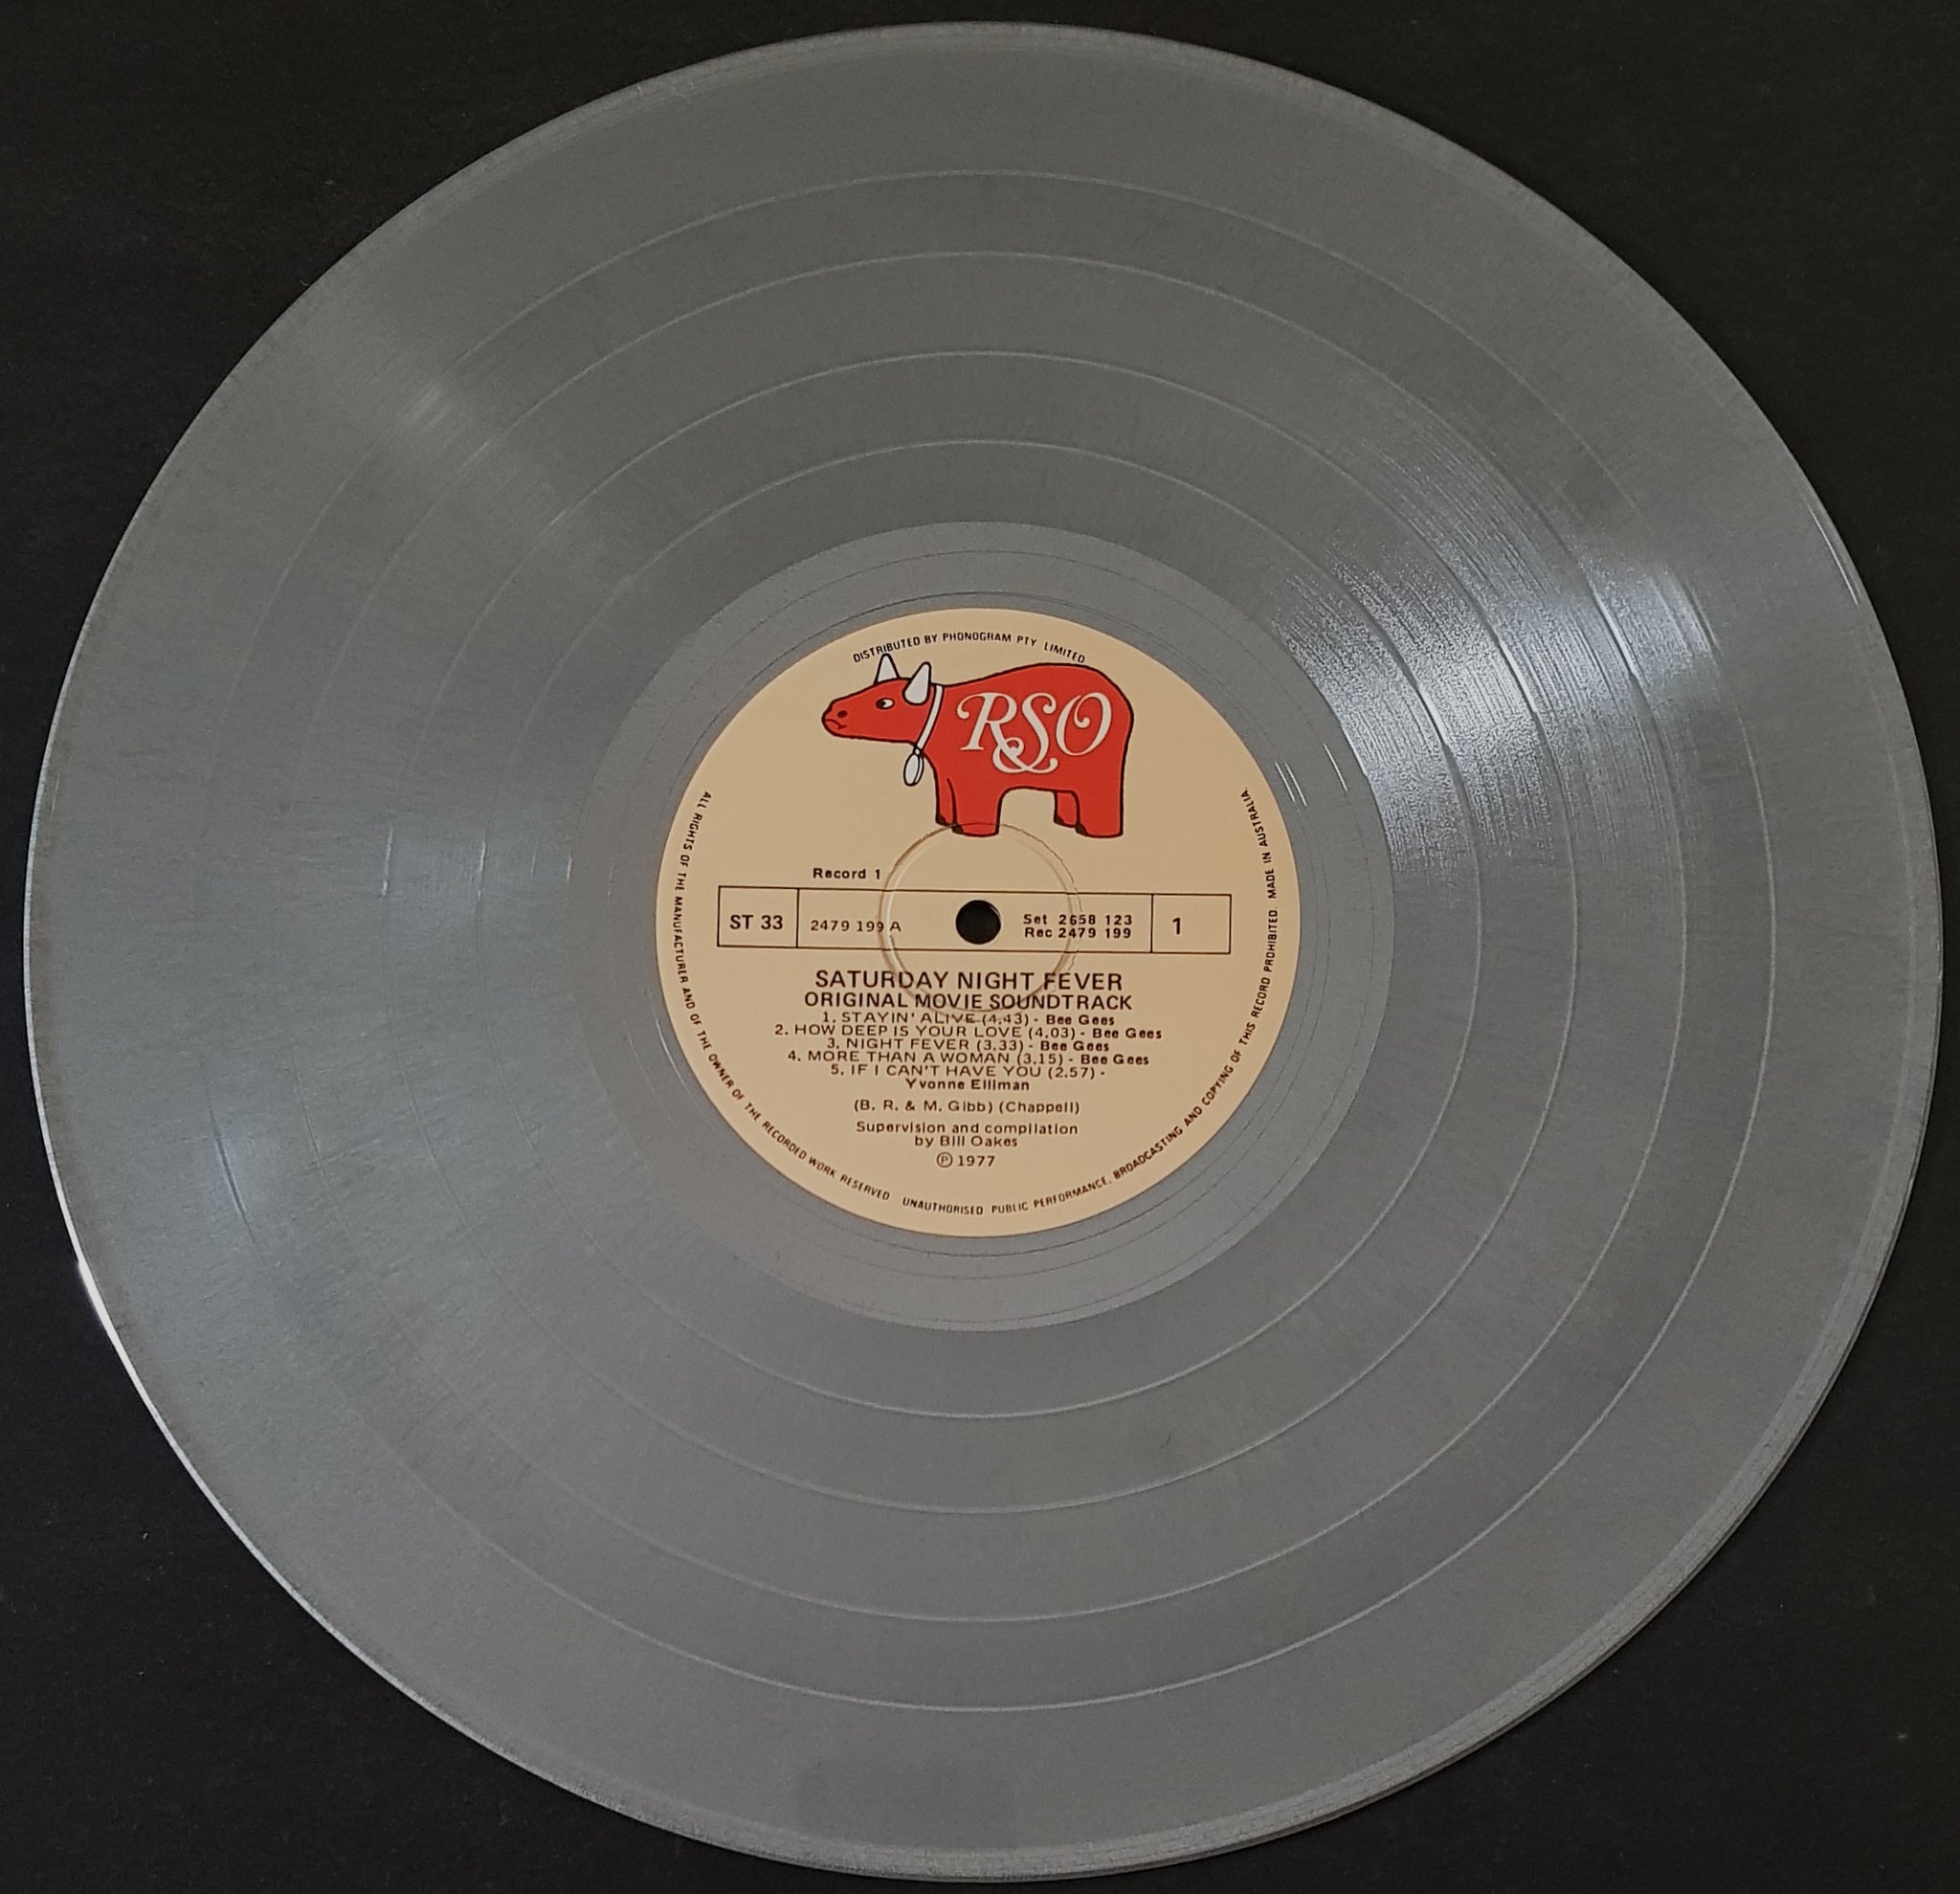 DISTRIBUTED BY PHONOGRAM PTY LIMITED
RSO
Record 1
ST 33
2479 199 A
Set 2658 123
Rec 2479 199
1
SATURDAY NIGHT FEVER
ORIGINAL MOVIE SOUNDTRACK
1. STAYIN' ALIVE (4,43) - Bee Gees
2. HOW DEEP IS YOUR LOVE (4,03) - Bee Gees
3. NIGHT FEVER (3.33) - Bee Gees
4. MORE THAN A WOMAN (3.15) - Bee Gees
5. IF I CAN'T HAVE YOU (2.57) -
Yvonne Elliman
(B. R. & M. Gibb) (Chappell)
Supervision and compilation
by Bill Oakes
℗ 1977
ALL RIGHTS OF THE MANUFACTURER AND OF THE OWNER OF THE RECORDED WORK RESERVED UNAUTHORISED PUBLIC PERFORMANCE, BROADCASTING AND COPYING OF THIS RECORD PROHIBITED. MADE IN AUSTRALIA.